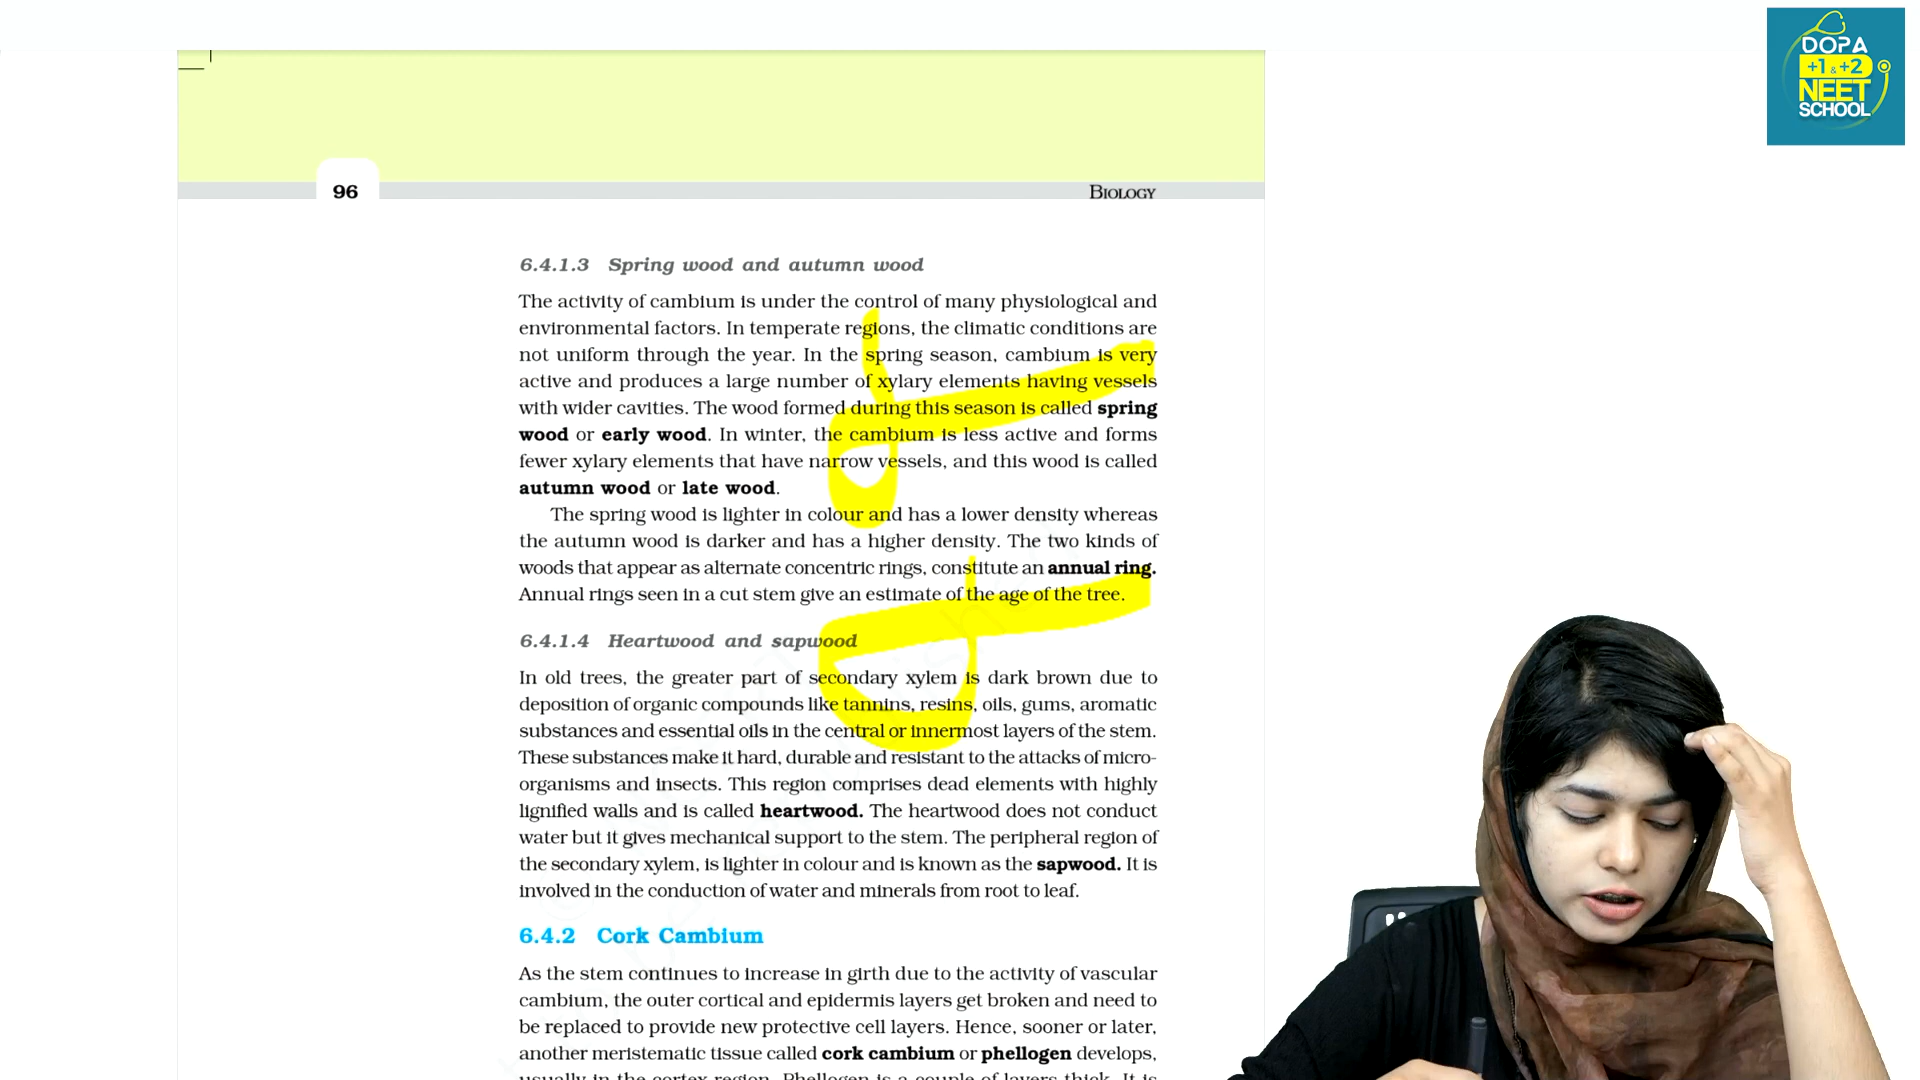 DOPA
+1 & +2
NEET
SCHOOL
96
BIOLOGY
6.4.1.3 Spring wood and autumn wood
The activity of cambium is under the control of many physiological and
environmental factors. In temperate regions, the climatic conditions are
not uniform through the year. In the spring season, cambium is very
active and produces a large number of xylary elements having vessels
with wider cavities. The wood formed during this season is called spring
wood or early wood. In winter, the cambium is less active and forms
fewer xylary elements that have narrow vessels, and this wood is called
autumn wood or late wood.
The spring wood is lighter in colour and has a lower density whereas
the autumn wood is darker and has a higher density. The two kinds of
woods that appear as alternate concentric rings, constitute an annual ring.
Annual rings seen in a cut stem give an estimate of the age of the tree.
6.4.1.4 Heartwood and sapwood
In old trees, the greater part of secondary xylem is dark brown due to
deposition of organic compounds like tannins, resins, oils, gums, aromatic
substances and essential oils in the central or innermost layers of the stem.
These substances make it hard, durable and resistant to the attacks of micro-
organisms and insects. This region comprises dead elements with highly
lignified walls and is called heartwood. The heartwood does not conduct
water but it gives mechanical support to the stem. The peripheral region of
the secondary xylem, is lighter in colour and is known as the sapwood. It is
involved in the conduction of water and minerals from root to leaf.
6.4.2 Cork Cambium
As the stem continues to increase in girth due to the activity of vascular
cambium, the outer cortical and epidermis layers get broken and need to
be replaced to provide new protective cell layers. Hence, sooner or later,
another meristematic tissue called cork cambium or phellogen develops,
usually in the cortex region. Phellogen is a couple of layers thick. It is